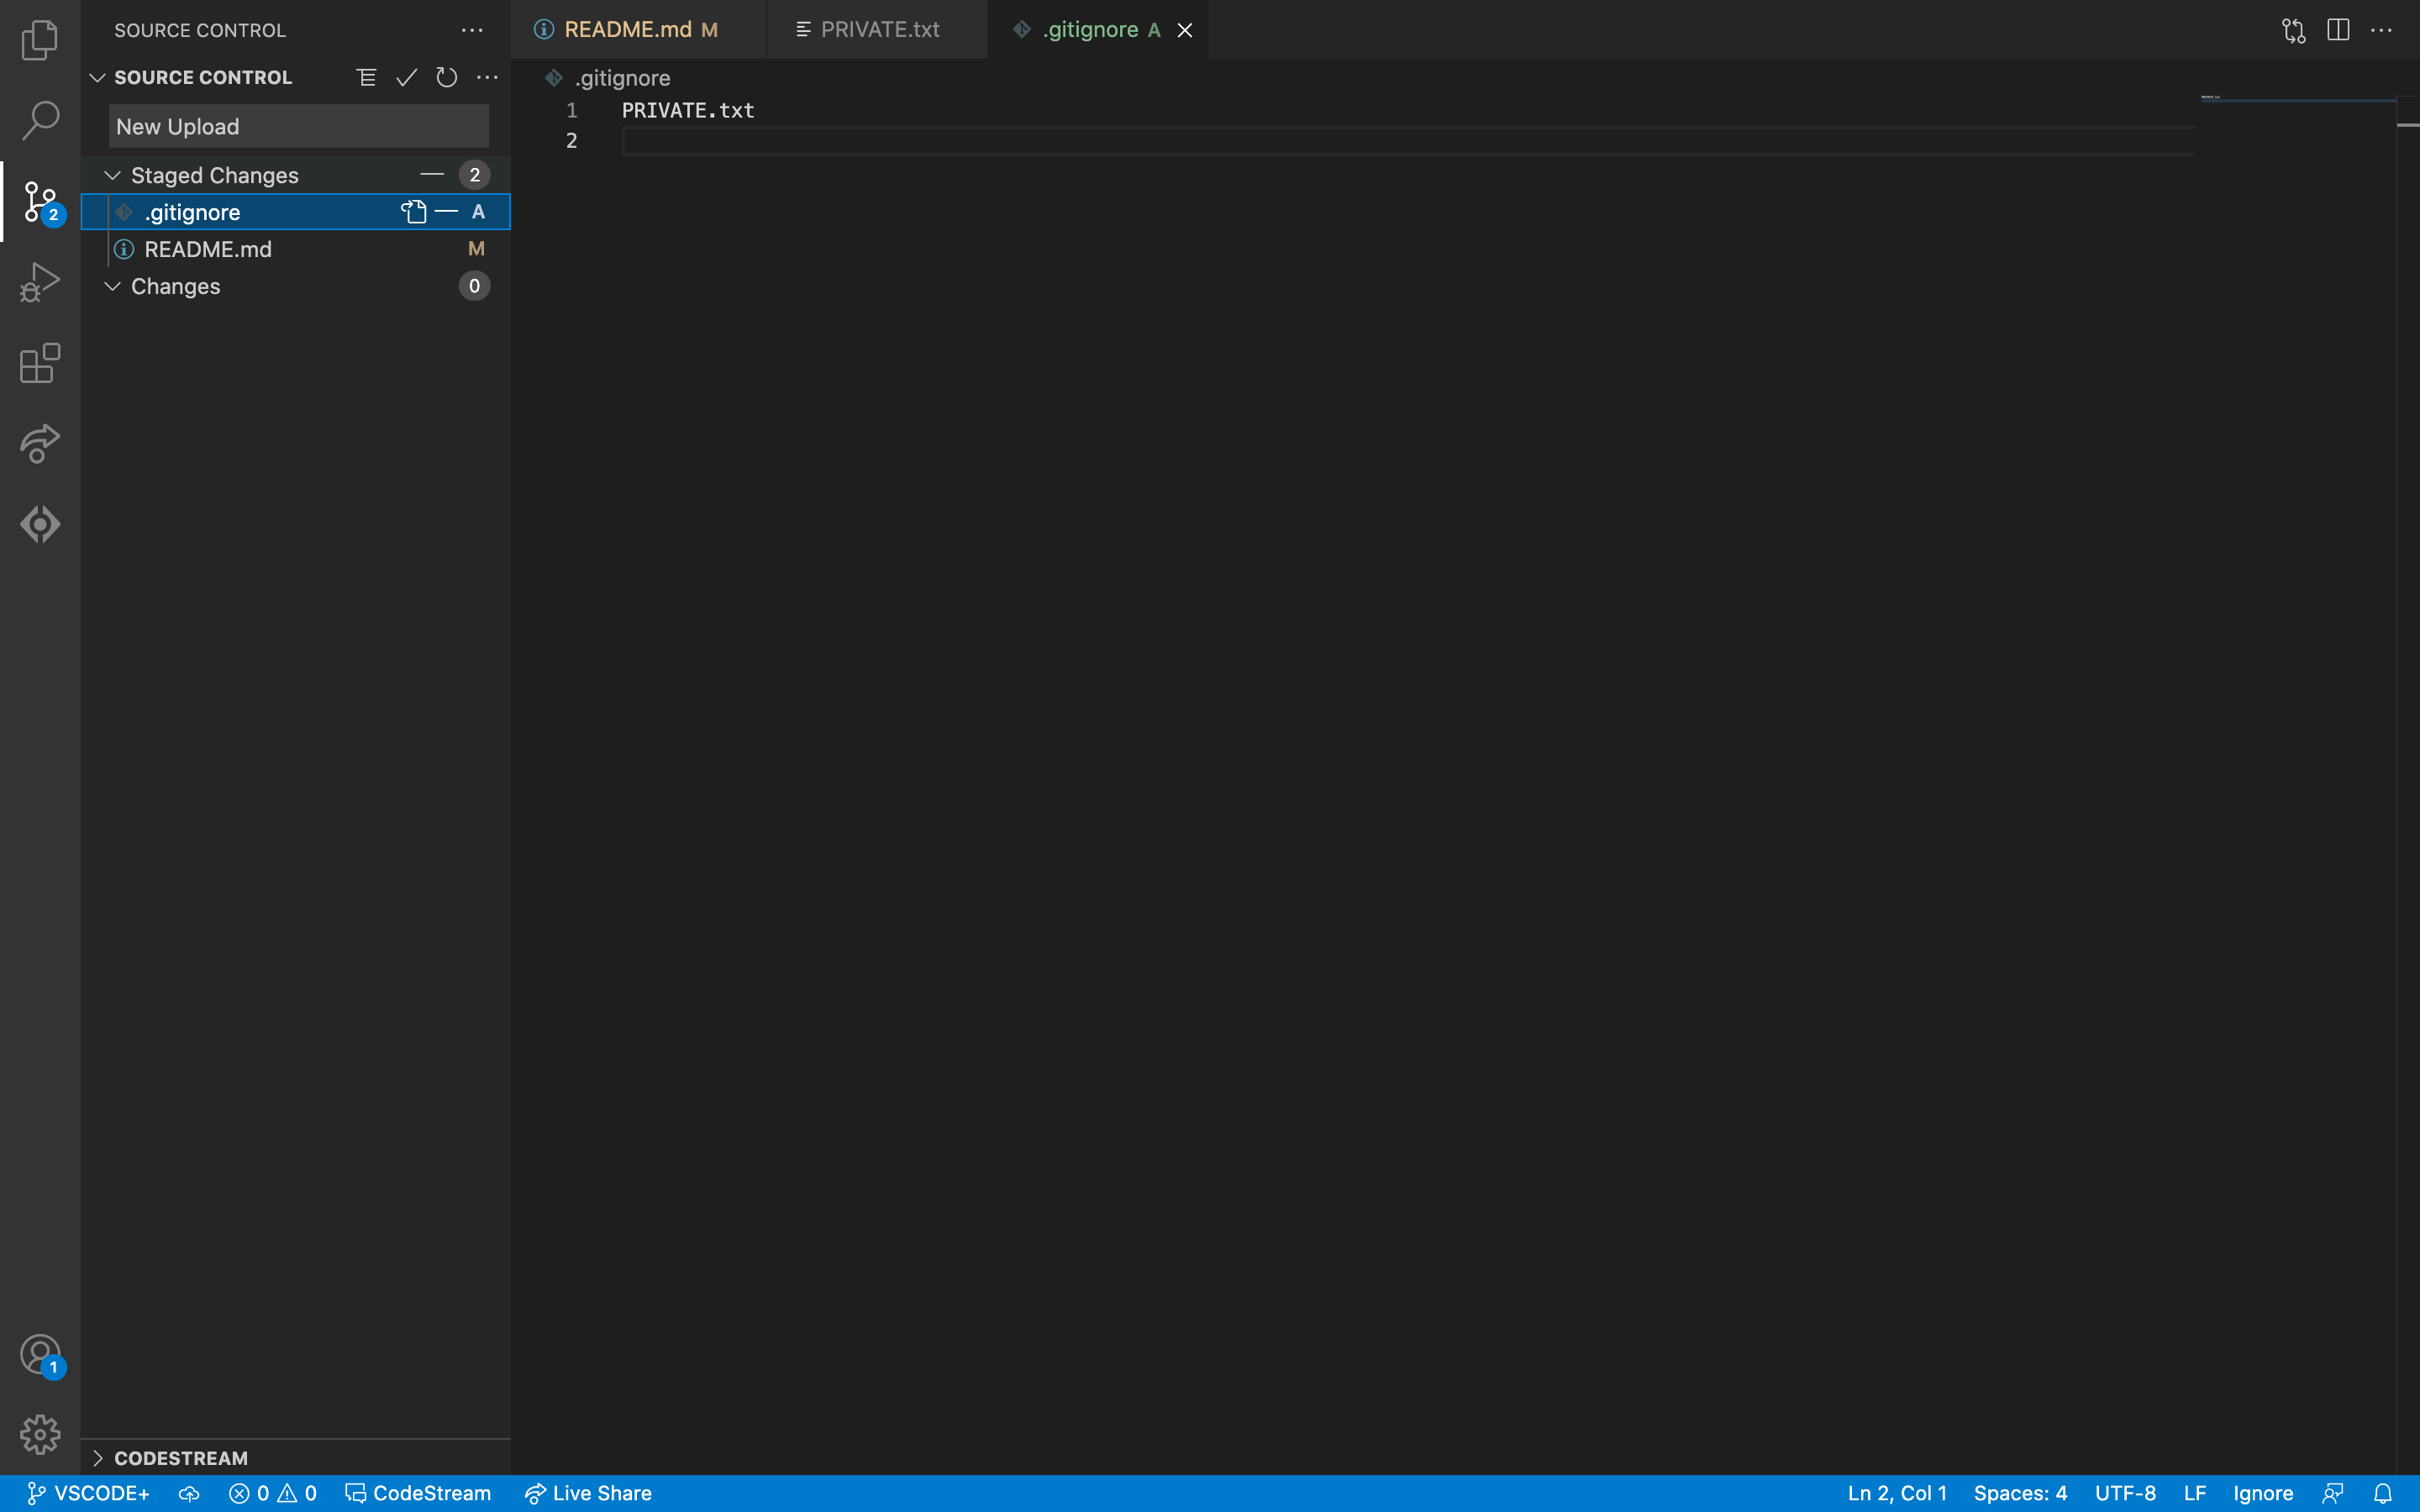 SOURCE CONTROL
SOURCE CONTROL
New Upload
Staged Changes 2
.gitignore A
README.md M
Changes 0
CODESTREAM
2
1
README.md M
PRIVATE.txt
.gitignore A
.gitignore
1 PRIVATE.txt
2
VSCODE+ 0 0 CodeStream Live Share
Ln 2, Col 1 Spaces: 4 UTF-8 LF Ignore